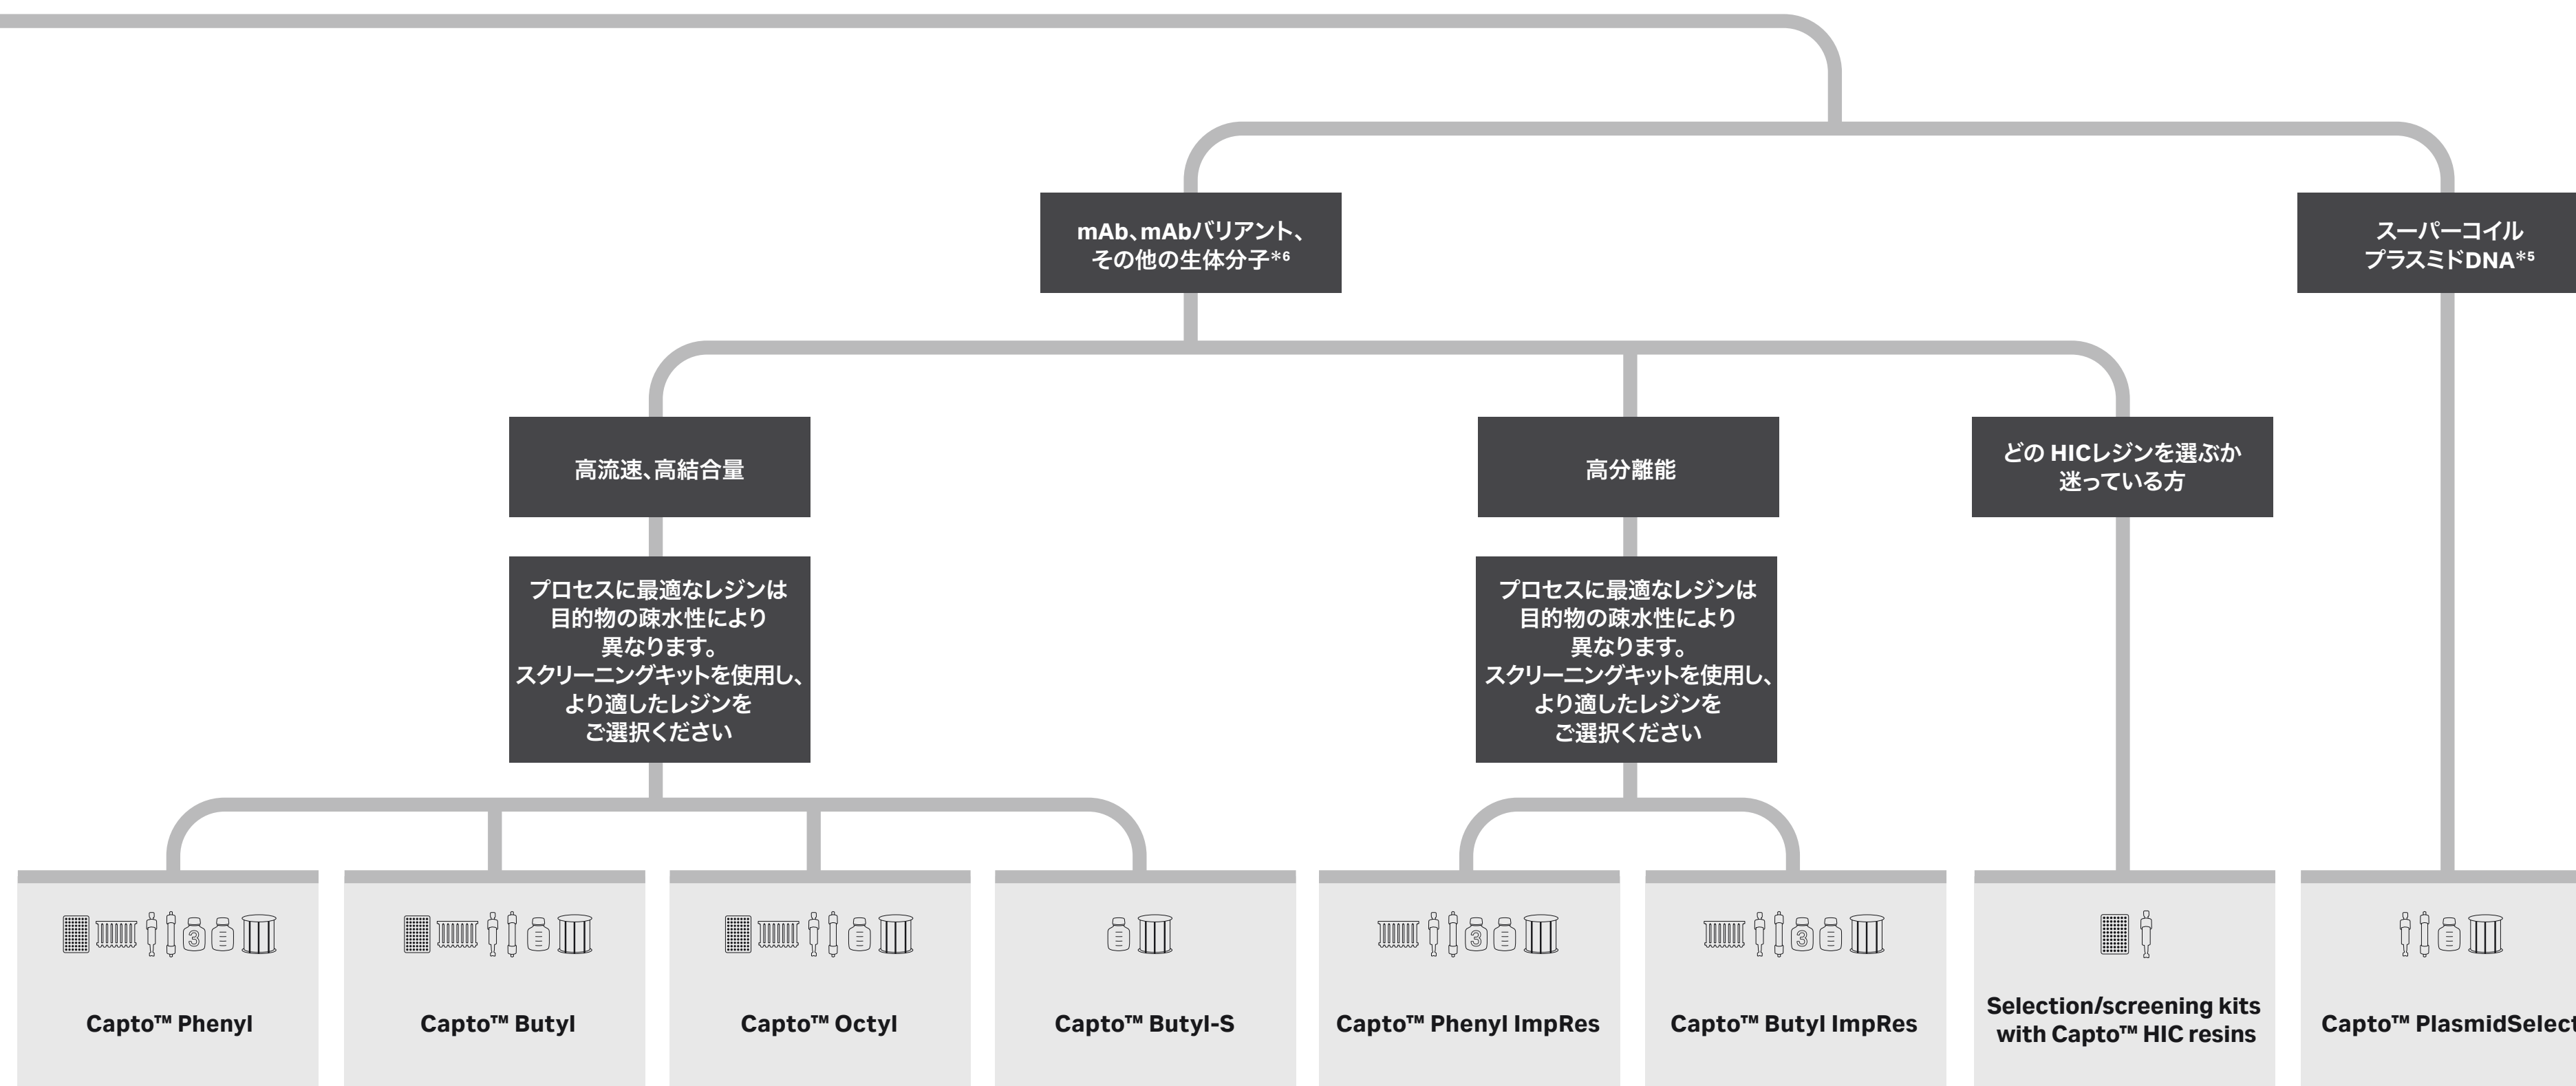 mAb、mAbバリアント、
その他の生体分子*6
スーパーコイル
プラスミドDNA*5
高流速、高結合量
高分離能
どの HICレジンを選ぶか
迷っている方
プロセスに最適なレジンは
目的物の疎水性により
異なります。
スクリーニングキットを使用し、
より適したレジンを
ご選択ください
プロセスに最適なレジンは
目的物の疎水性により
異なります。
スクリーニングキットを使用し、
より適したレジンを
ご選択ください
3
3
3
Capto™ Phenyl
Capto™ Butyl
Capto™ Octyl
Capto™ Butyl-S
Capto™ Phenyl ImpRes
Capto™ Butyl ImpRes
Selection/screening kits
with Capto™ HIC resins
Capto™ PlasmidSelect